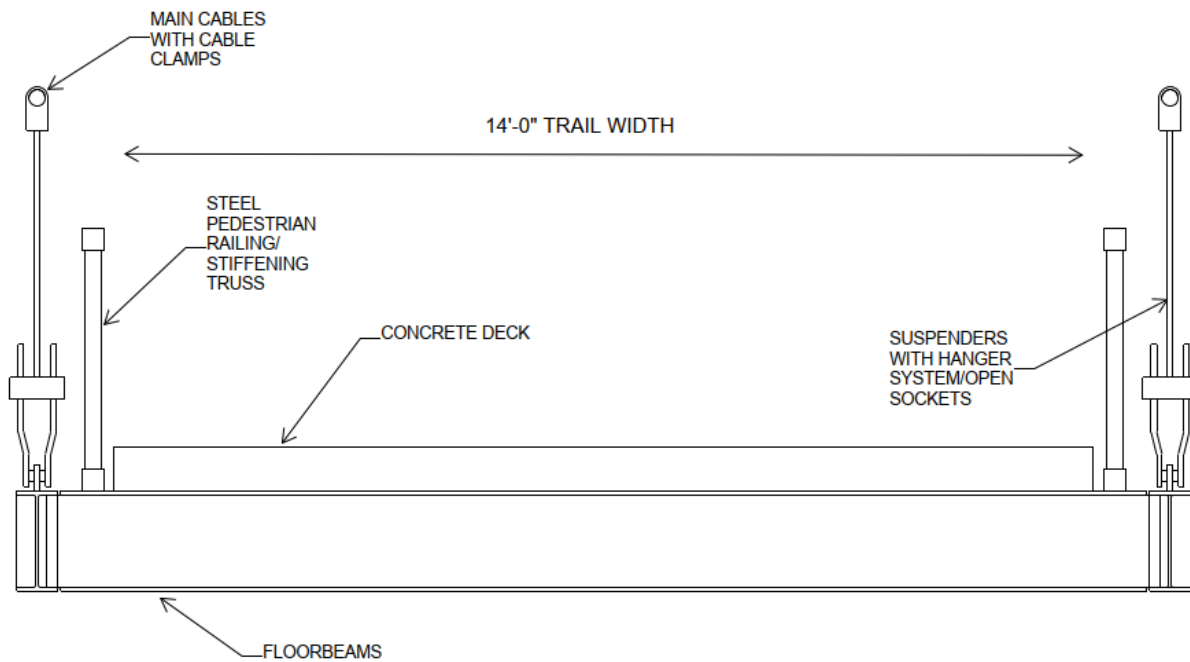 MAIN CABLES
WITH CABLE
CLAMPS
14'-0" TRAIL WIDTH
STEEL
PEDESTRIAN
RAILING/
STIFFENING
TRUSS
CONCRETE DECK
SUSPENDERS
WITH HANGER
SYSTEM/OPEN
SOCKETS
FLOORBEAMS